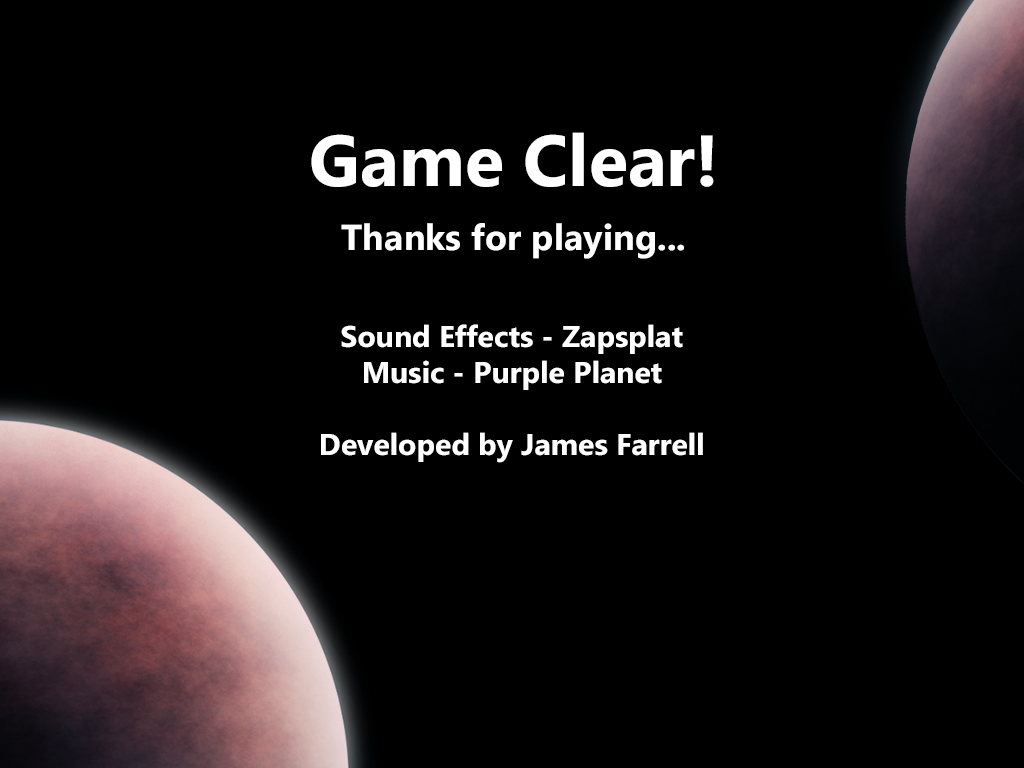 Game Clear!
Thanks for playing...
Sound Effects - Zapsplat
Music - Purple Planet
Developed by James Farrell